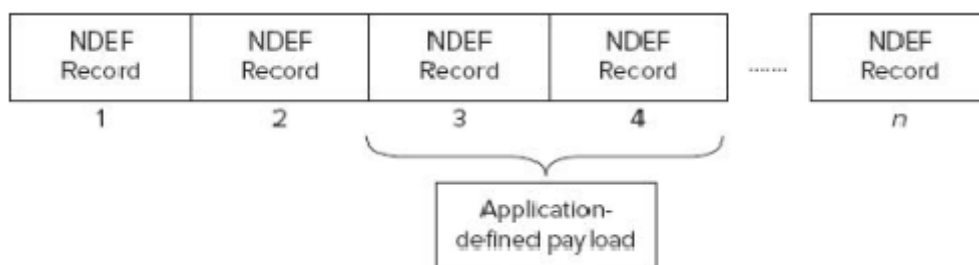 NDEF NDEF NDEF NDEF NDEF
Record Record Record Record ....... Record
1 2 3 4 n
Application-
defined payload